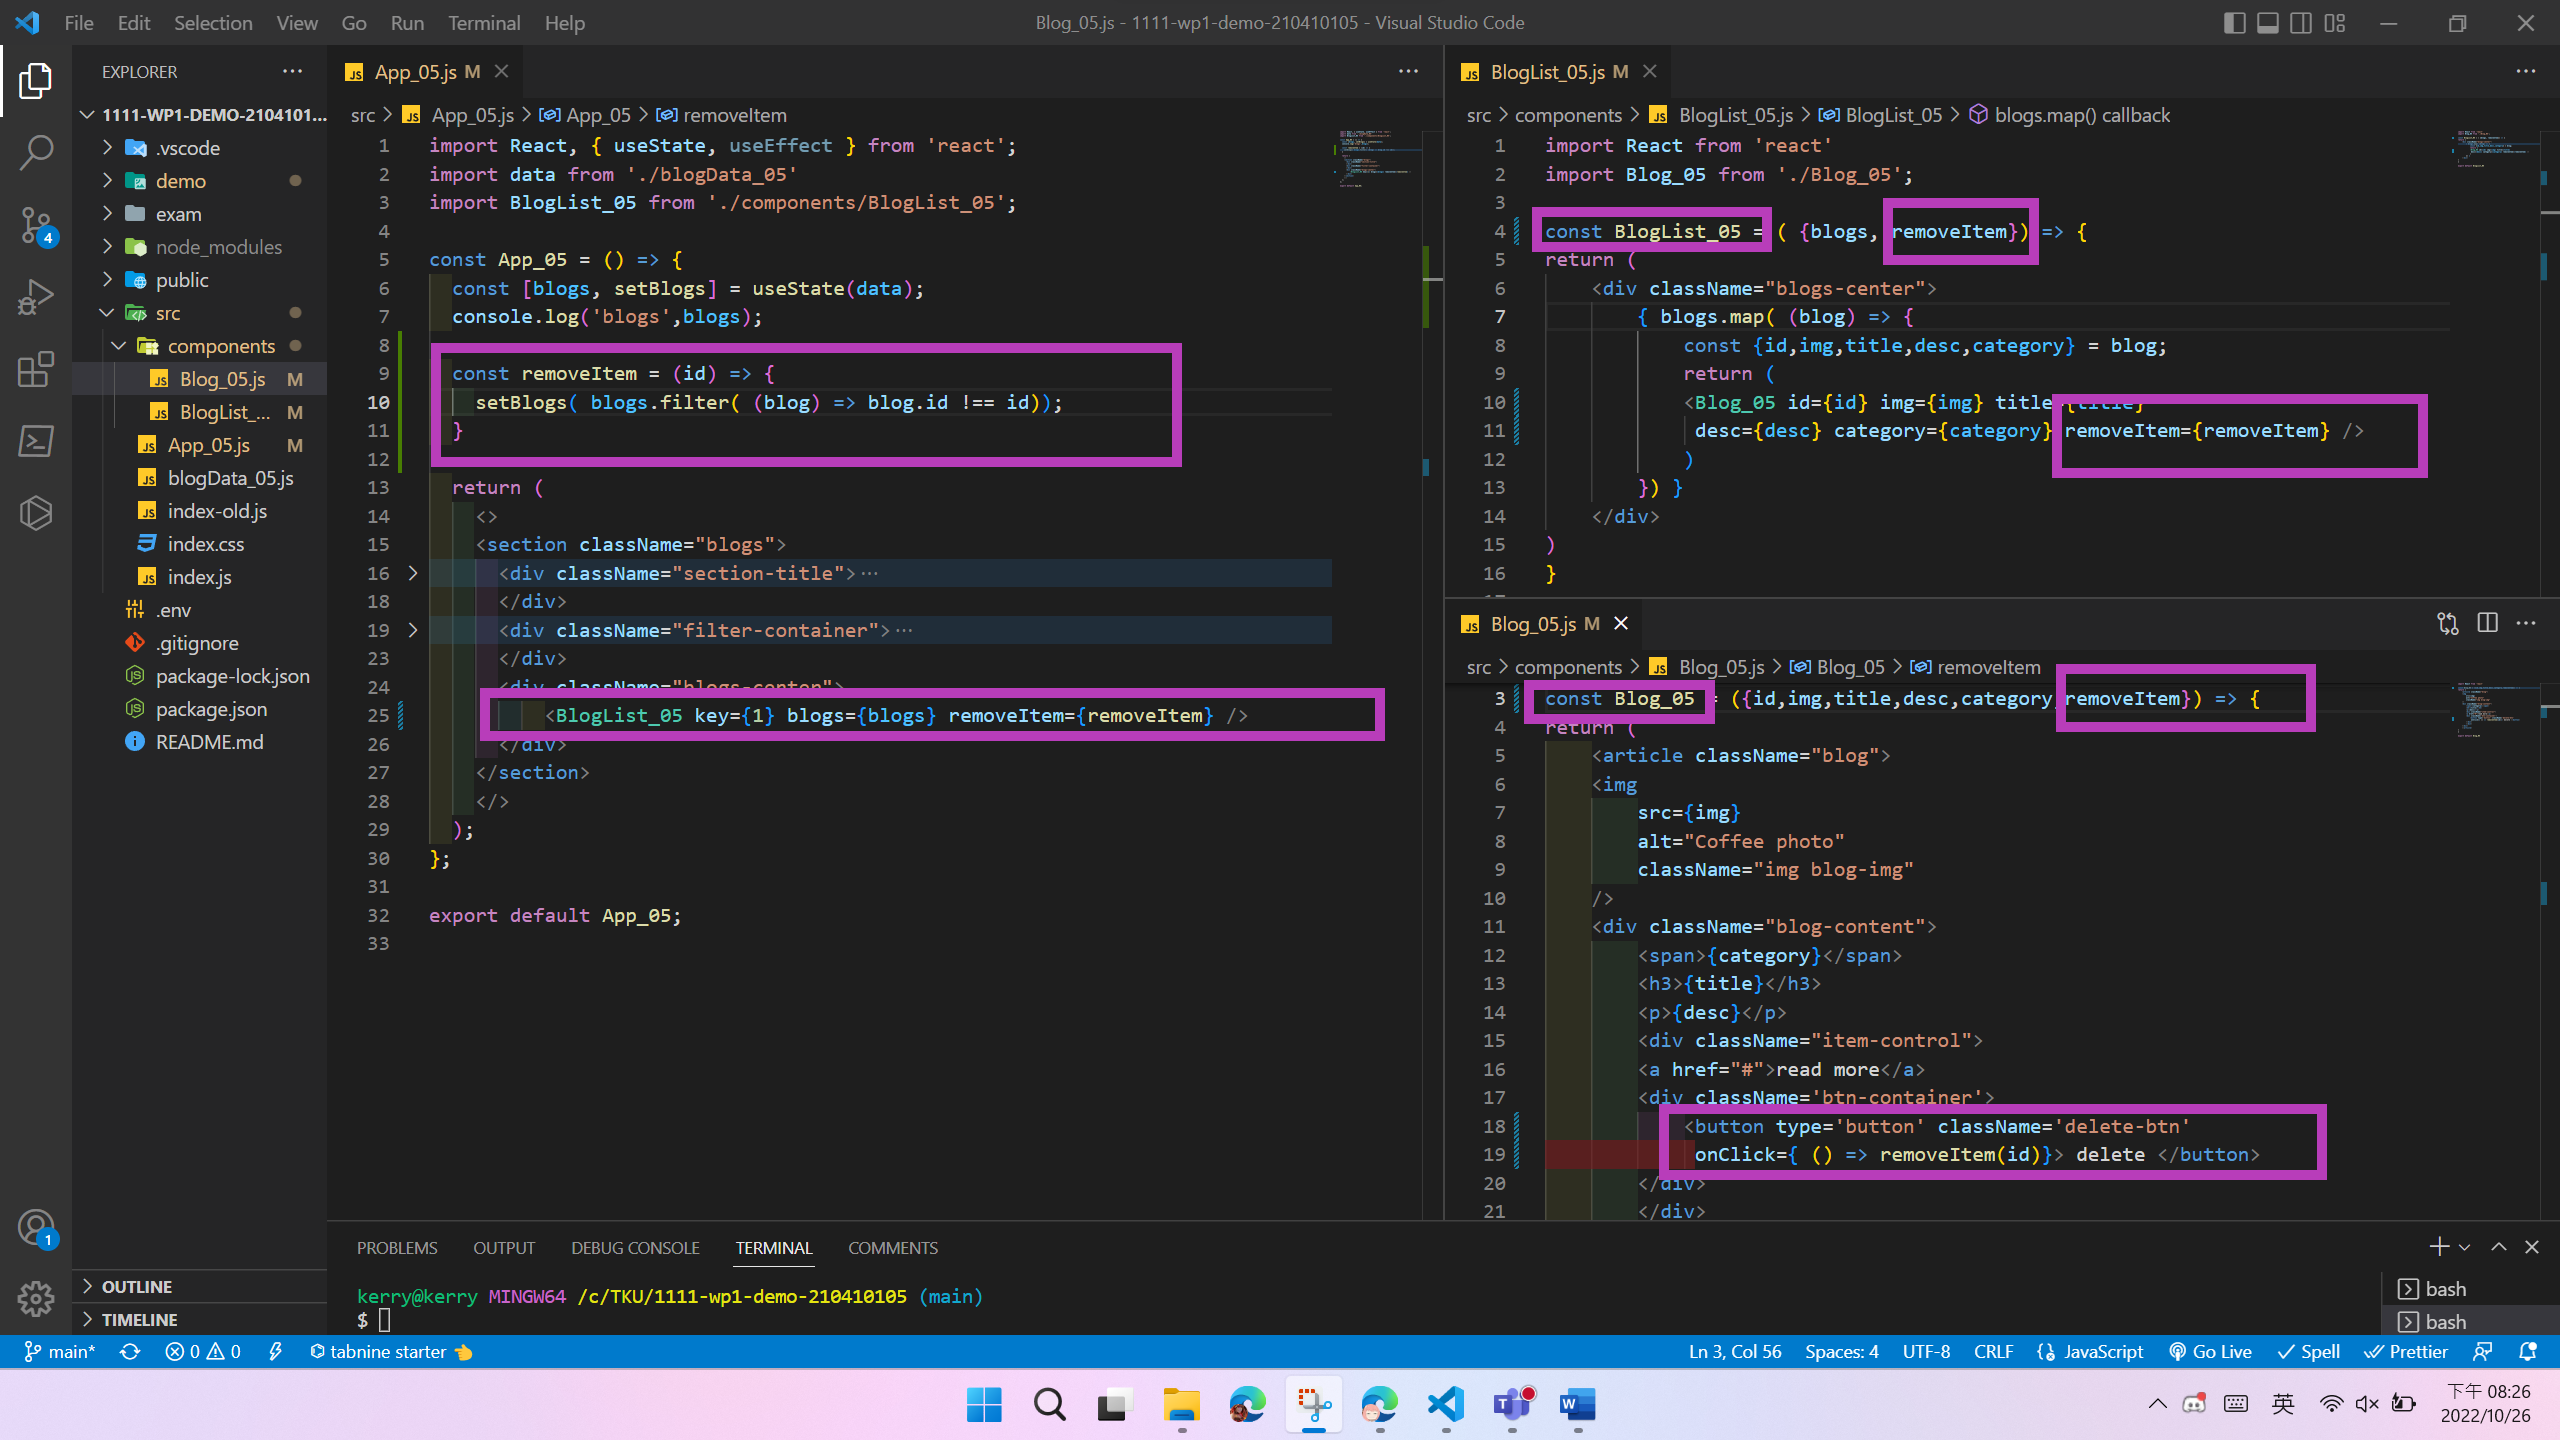 File Edit Selection View Go Run Terminal Help
Blog_05.js - 1111-wp1-demo-210410105 - Visual Studio Code
EXPLORER
1111-WP1-DEMO-2104101...
.vscode
demo
exam
node_modules
public
src
components
Blog_05.js M
BlogList_... M
App_05.js M
blogData_05.js
index-old.js
index.css
index.js
.env
.gitignore
package-lock.json
package.json
README.md
OUTLINE
TIMELINE
4
1
App_05.js M
src > App_05.js > App_05 > removeItem
1 import React, { useState, useEffect } from 'react';
2 import data from './blogData_05'
3 import BlogList_05 from './components/BlogList_05';
4
5 const App_05 = () => {
6 const [blogs, setBlogs] = useState(data);
7 console.log('blogs',blogs);
8
9 const removeItem = (id) => {
10 setBlogs( blogs.filter( (blog) => blog.id !== id));
11 }
12
13 return (
14 <>
15 <section className="blogs">
16 <div className="section-title">...
18 </div>
19 <div className="filter-container">...
23 </div>
24 <div className="blogs-center">
25 <BlogList_05 key={1} blogs={blogs} removeItem={removeItem} />
26 </div>
27 </section>
28 </>
29 );
30 };
31
32 export default App_05;
33
BlogList_05.js M
src > components > BlogList_05.js > BlogList_05 > blogs.map() callback
1 import React from 'react'
2 import Blog_05 from './Blog_05';
3
4 const BlogList_05 = ( {blogs, removeItem}) => {
5 return (
6 <div className="blogs-center">
7 { blogs.map( (blog) => {
8 const {id,img,title,desc,category} = blog;
9 return (
10 <Blog_05 id={id} img={img} title={title}
11 desc={desc} category={category} removeItem={removeItem} />
12 )
13 }) }
14 </div>
15 )
16 }
Blog_05.js M
src > components > Blog_05.js > Blog_05 > removeItem
3 const Blog_05 = ({id,img,title,desc,category,removeItem}) => {
4 return (
5 <article className="blog">
6 <img
7 src={img}
8 alt="Coffee photo"
9 className="img blog-img"
10 />
11 <div className="blog-content">
12 <span>{category}</span>
13 <h3>{title}</h3>
14 <p>{desc}</p>
15 <div className="item-control">
16 <a href="#">read more</a>
17 <div className='btn-container'>
18 <button type='button' className='delete-btn'
19 onClick={ () => removeItem(id)}> delete </button>
20 </div>
21 </div>
PROBLEMS OUTPUT DEBUG CONSOLE TERMINAL COMMENTS
kerry@kerry MINGW64 /c/TKU/1111-wp1-demo-210410105 (main)
$
bash
bash
main* 0 0 tabnine starter
Ln 3, Col 56 Spaces: 4 UTF-8 CRLF JavaScript Go Live Spell Prettier
英
下午 08:26
2022/10/26